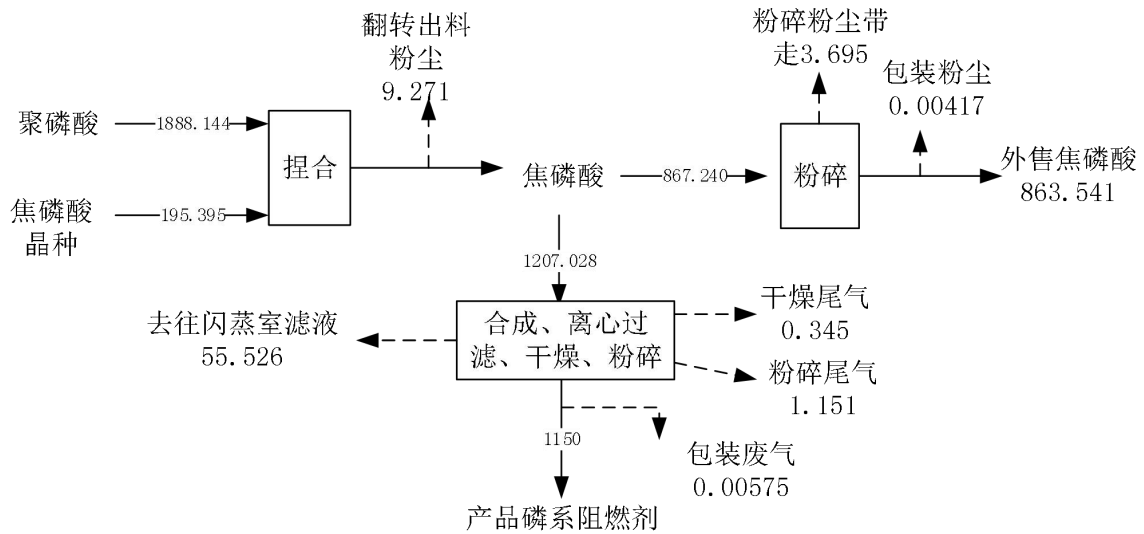 翻转出料
粉尘
9.271
粉碎粉尘带
走3.695
包装粉尘
0.00417
聚磷酸
1888.144
捏合
焦磷酸
867.240
粉碎
外售焦磷酸
863.541
焦磷酸
晶种
195.395
1207.028
去往闪蒸室滤液
55.526
合成、离心过
滤、干燥、粉碎
干燥尾气
0.345
粉碎尾气
1.151
1150
包装废气
0.00575
产品磷系阻燃剂